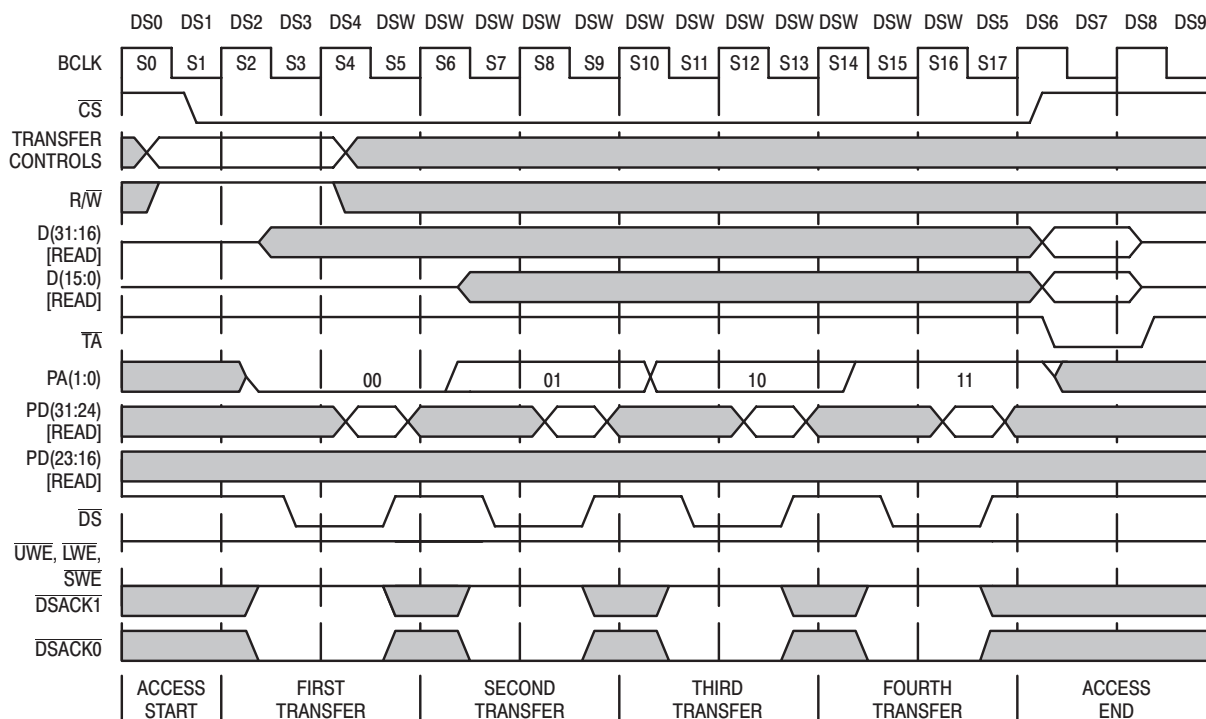 DS0 DS1 DS2 DS3 DS4 DSW DSW DSW DSW DSW DSW DSW DSW DSW DSW DSW DSW DS5 DS6 DS7 DS8 DS9
BCLK S0 S1 S2 S3 S4 S5 S6 S7 S8 S9 S10 S11 S12 S13 S14 S15 S16 S17
CS
TRANSFER
CONTROLS
R/W
D(31:16)
[READ]
D(15:0)
[READ]
TA
PA(1:0) 00 01 10 11
PD(31:24)
[READ]
PD(23:16)
[READ]
DS
UWE, LWE,
SWE
DSACK1
DSACK0
ACCESS FIRST SECOND THIRD FOURTH ACCESS
START TRANSFER TRANSFER TRANSFER TRANSFER END